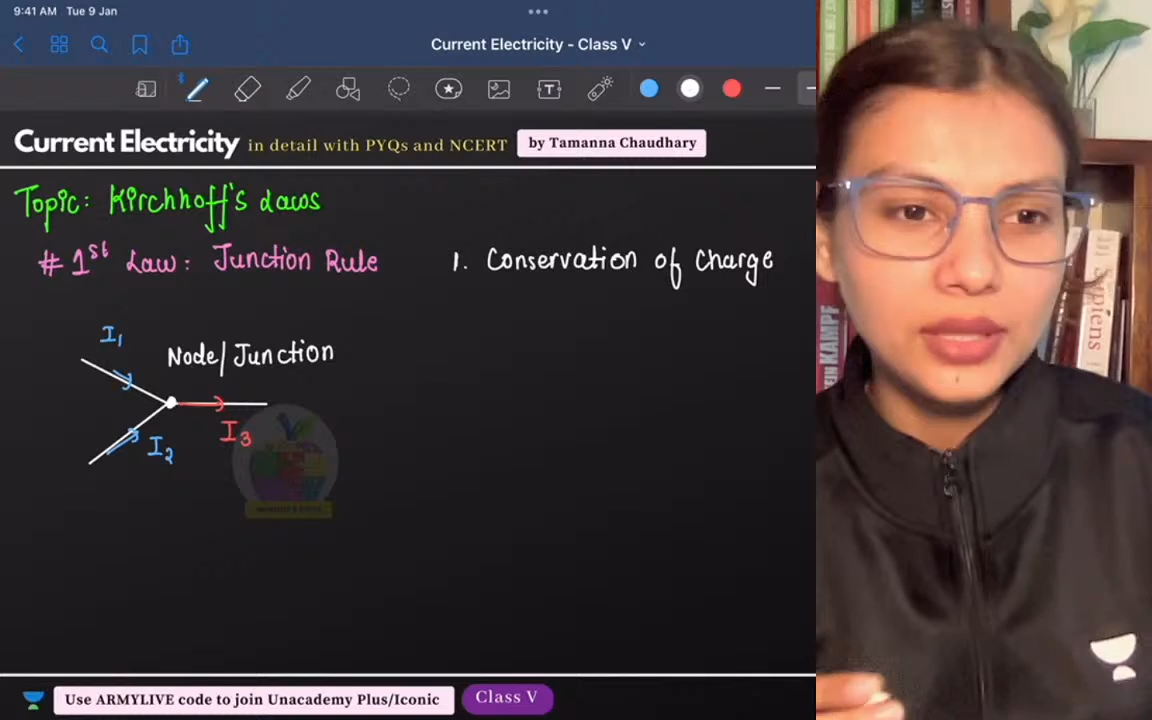 9:41 AM Tue 9 Jan
Current Electricity - Class V
Current Electricity in detail with PYQs and NCERT by Tamanna Chaudhary
Topic: Kirchhoff's Laws
# 1st Law: Junction Rule
1. Conservation of Charge
I1
Node/Junction
I3
I2
Use ARMYLIVE code to join Unacademy Plus/Iconic
Class V
KAMPF
Sapiens